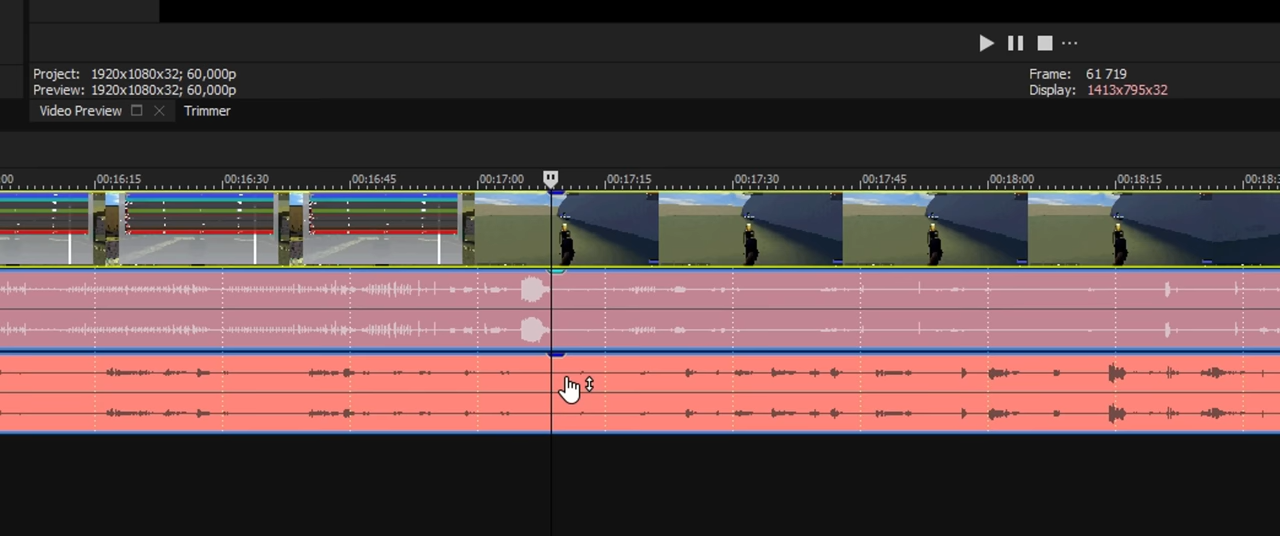 Project: 1920x1080x32; 60,000p
Preview: 1920x1080x32; 60,000p
Frame: 61 719
Display: 1413x795x32
Video Preview
Trimmer
:00 00:16:15 00:16:30 00:16:45 00:17:00 00:17:15 00:17:30 00:17:45 00:18:00 00:18:15 00:18:3